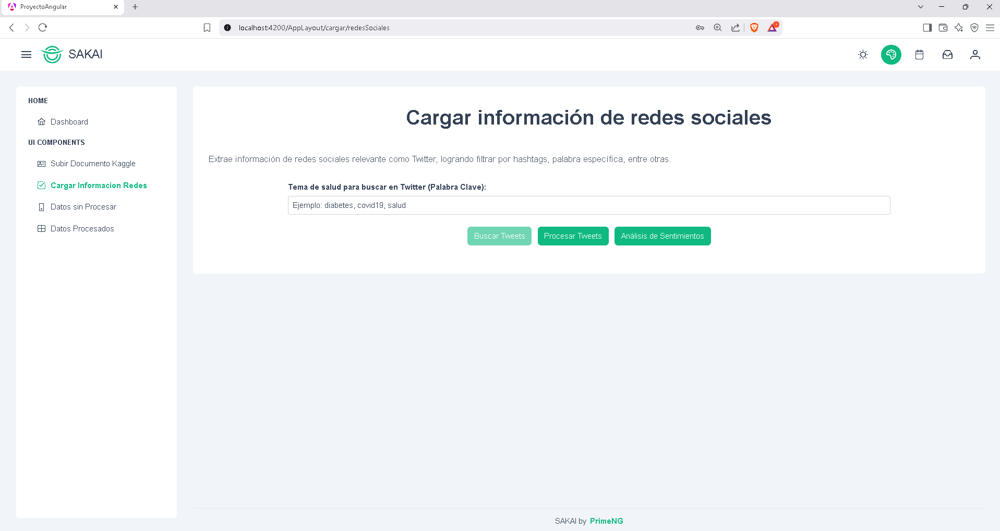 ProyectoAngular
localhost:4200/AppLayout/cargar/redesSociales
SAKAI
HOME
Dashboard
UI COMPONENTS
Subir Documento Kaggle
Cargar Informacion Redes
Datos sin Procesar
Datos Procesados
Cargar información de redes sociales
Extrae información de redes sociales relevante como Twitter, logrando filtrar por hashtags, palabra específica, entre otras.
Tema de salud para buscar en Twitter (Palabra Clave):
Ejemplo: diabetes, covid19, salud
Buscar Tweets Procesar Tweets Análisis de Sentimientos
SAKAI by PrimeNG